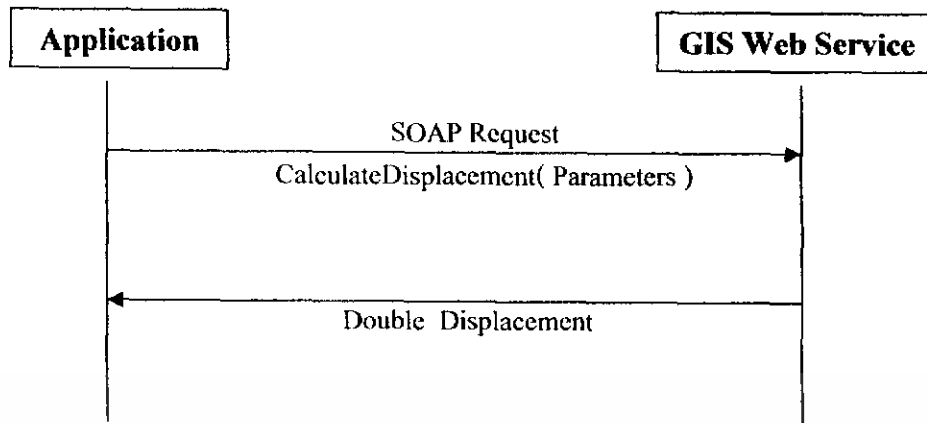 Application
GIS Web Service
SOAP Request
CalculateDisplacement( Parameters )
Double Displacement